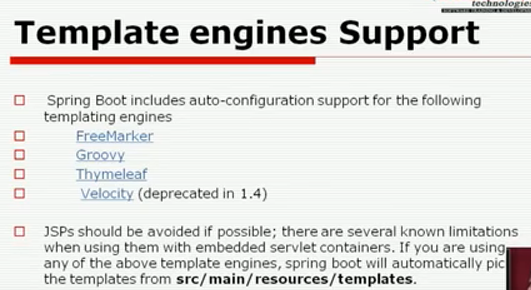 technologies
Template engines Support
Spring Boot includes auto-configuration support for the following
templating engines
FreeMarker
Groovy
Thymeleaf
Velocity (deprecated in 1.4)
JSPs should be avoided if possible; there are several known limitations
when using them with embedded servlet containers. If you are using
any of the above template engines, spring boot will automatically pic
the templates from src/main/resources/templates.